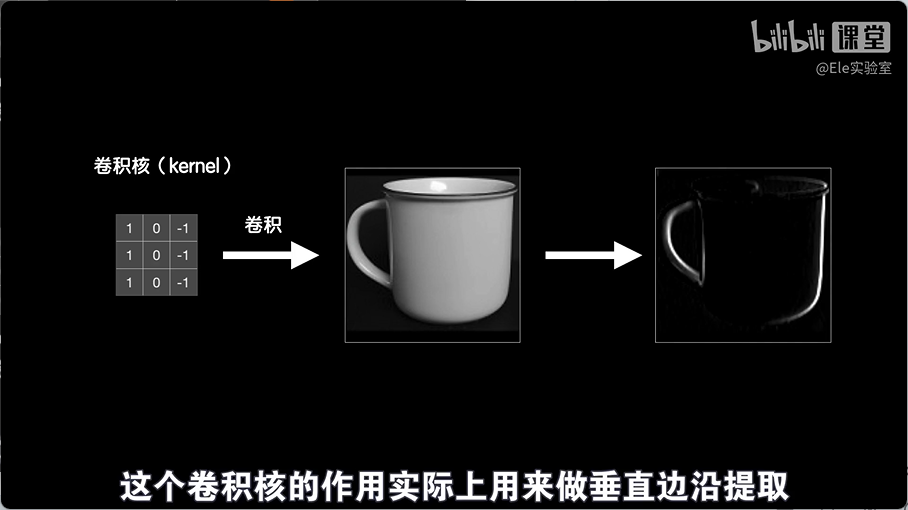 bilibili 课堂
@Ele实验室
卷积核（kernel）
卷积
1 0 -1
1 0 -1
1 0 -1
这个卷积核的作用实际上用来做垂直边沿提取